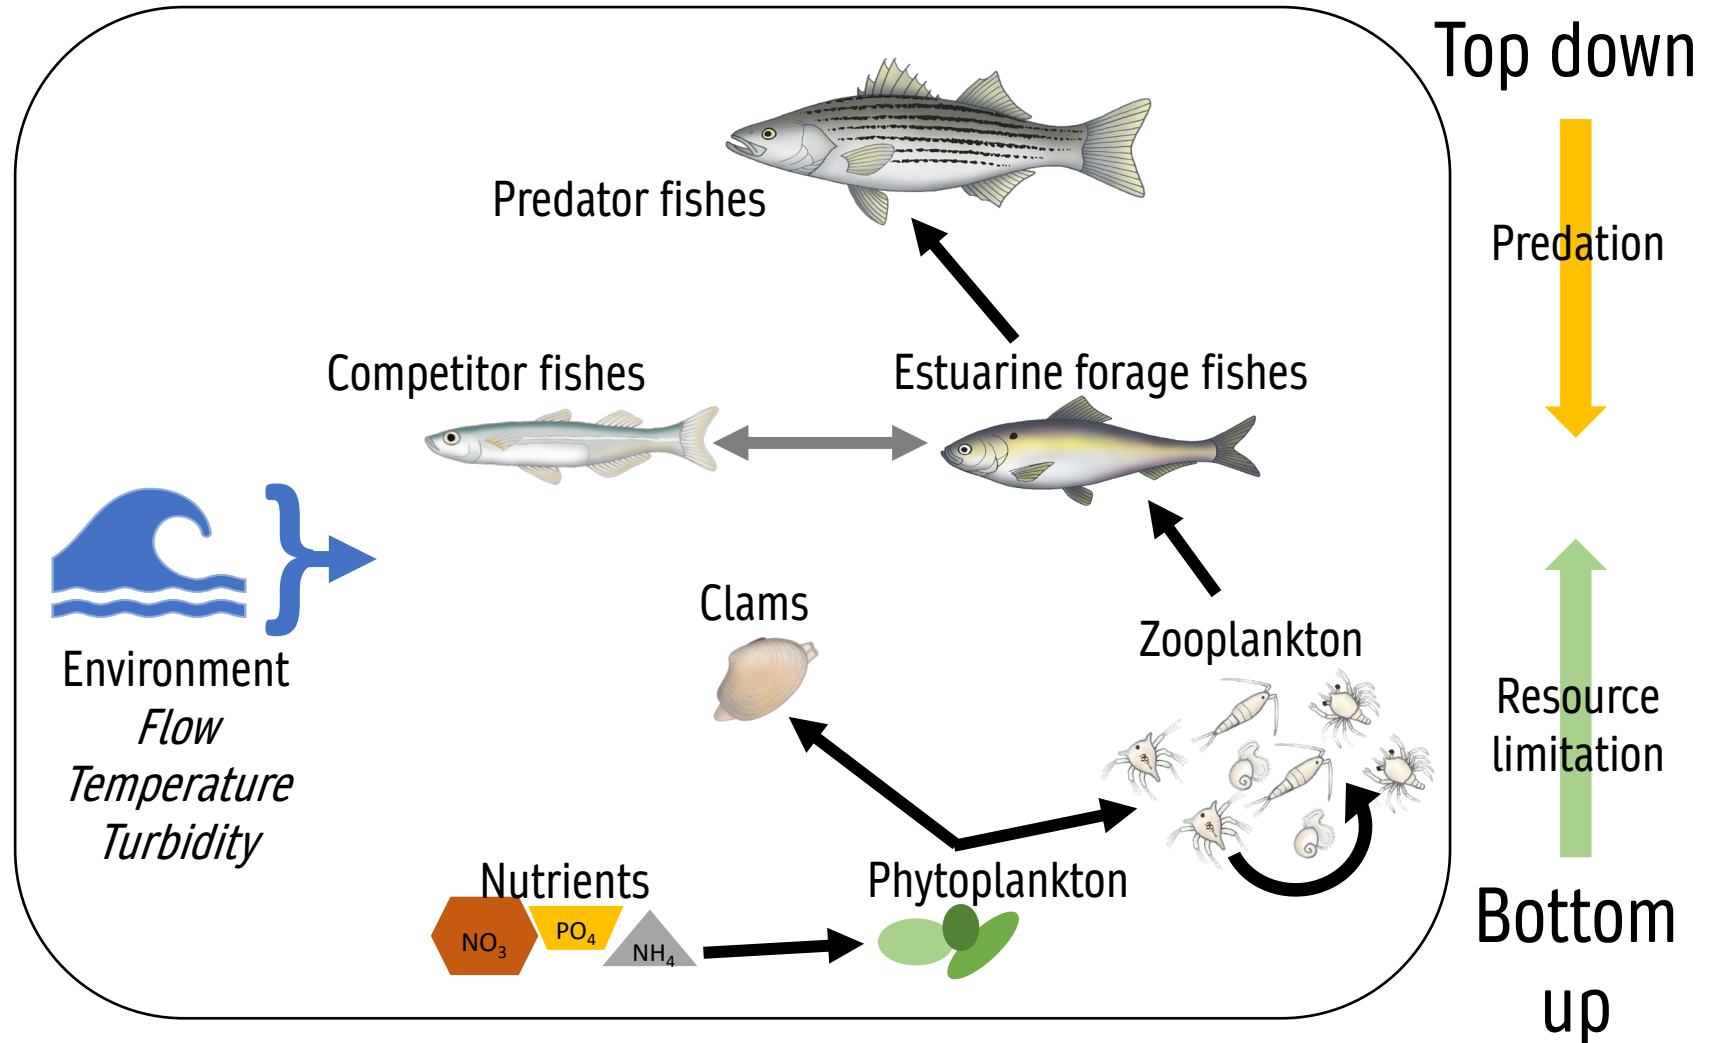 Top down
Predator fishes
Predation
Competitor fishes
Estuarine forage fishes
Clams
Zooplankton
Environment
Flow
Temperature
Turbidity
Resource
limitation
Nutrients
NO₃
PO₄
NH₄
Phytoplankton
Bottom
up